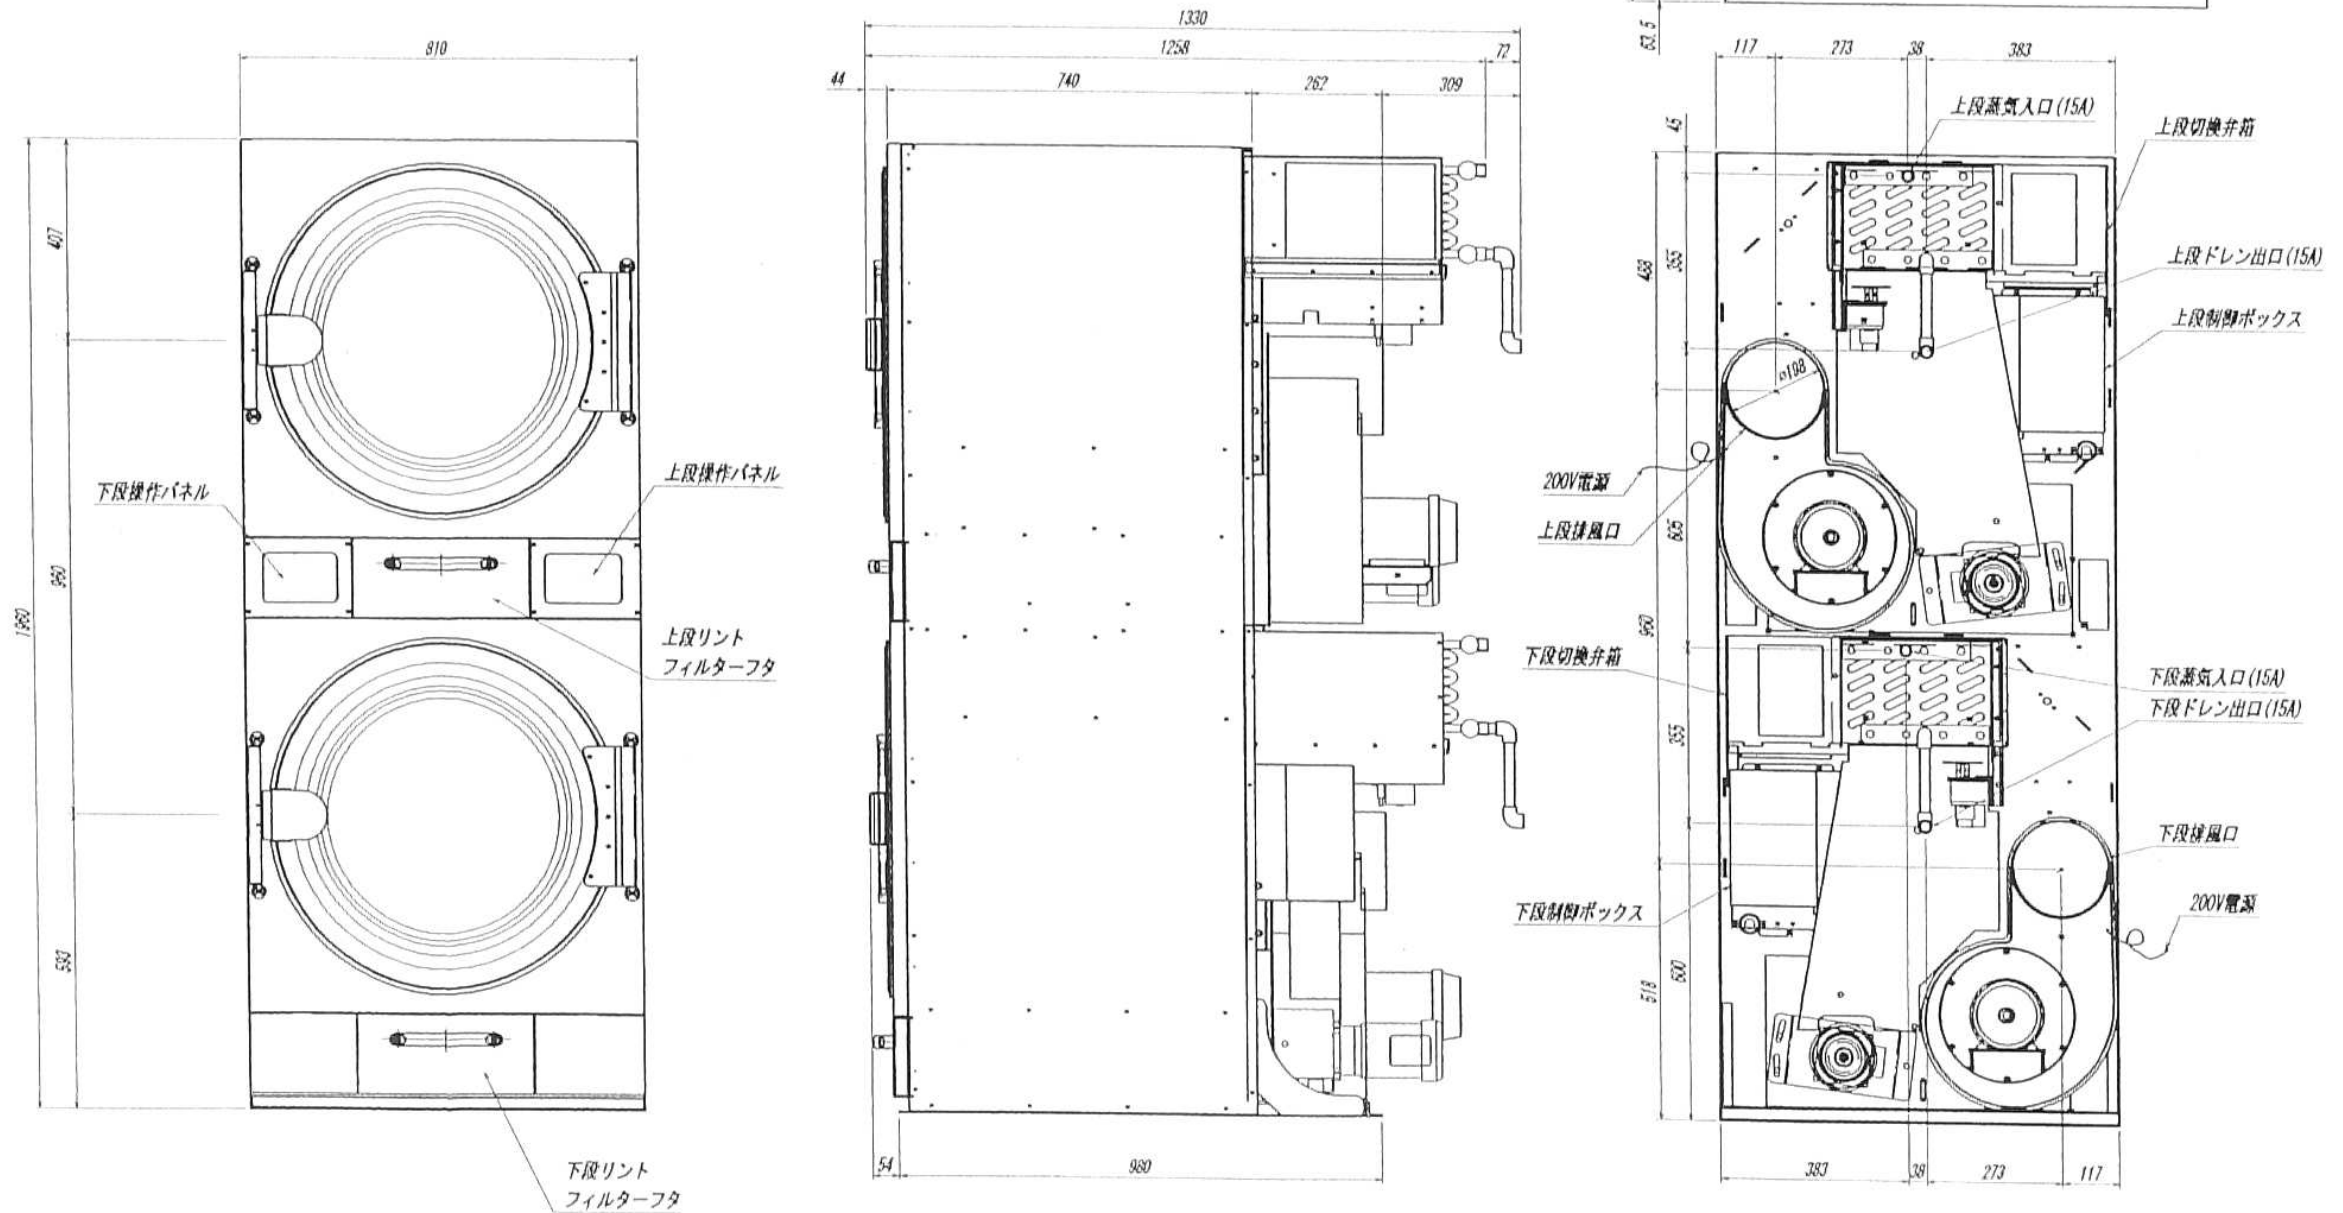 810
1960
407
960
593
下段操作パネル
上段操作パネル
上段リント
フィルターフタ
下段リント
フィルターフタ
1330
1258
72
44
740
262
309
54
980
63.5
117
273
38
383
45
355
488
605
960
355
600
518
上段蒸気入口(15A)
上段切換弁箱
上段ドレン出口(15A)
上段制御ボックス
ø198
200V電源
上段排風口
下段切換弁箱
下段蒸気入口(15A)
下段ドレン出口(15A)
下段排風口
200V電源
下段制御ボックス
383
38
273
117